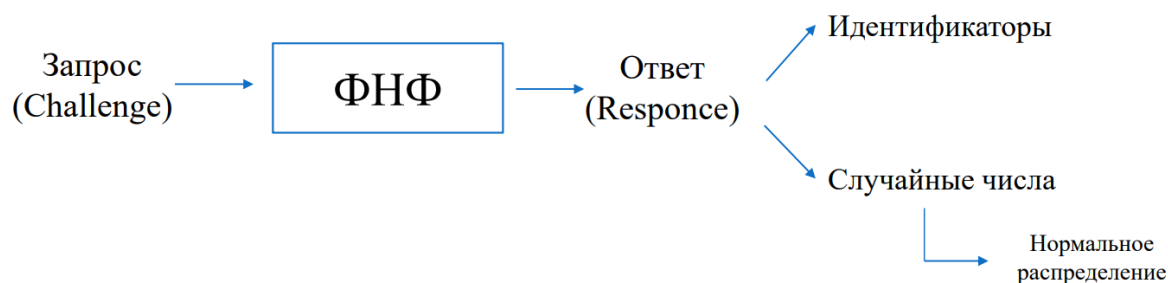 Запрос
(Challenge)
ФНФ
Ответ
(Responce)
Идентификаторы
Случайные числа
Нормальное
распределение